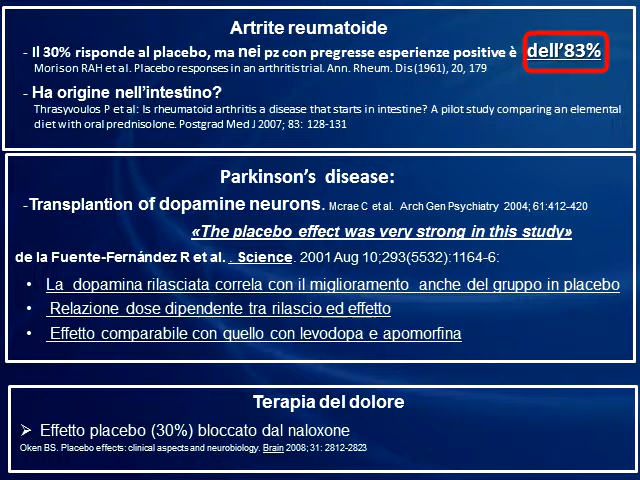 Artrite reumatoide
- Il 30% risponde al placebo, ma nei pz con pregresse esperienze positive è dell'83%
Morison RAH et al. Placebo responses in an arthritis trial. Ann. Rheum. Dis (1961), 20, 179
- Ha origine nell'intestino?
Thrasyvoulos P et al: Is rheumatoid arthritis a disease that starts in intestine? A pilot study comparing an elemental
diet with oral prednisolone. Postgrad Med J 2007; 83: 128-131
Parkinson's disease:
-Transplantion of dopamine neurons. Mcrae C et al. Arch Gen Psychiatry 2004; 61:412-420
«The placebo effect was very strong in this study»
de la Fuente-Fernández R et al. . Science. 2001 Aug 10;293(5532):1164-6:
• La dopamina rilasciata correla con il miglioramento anche del gruppo in placebo
• Relazione dose dipendente tra rilascio ed effetto
• Effetto comparabile con quello con levodopa e apomorfina
Terapia del dolore
➢ Effetto placebo (30%) bloccato dal naloxone
Oken BS. Placebo effects: clinical aspects and neurobiology. Brain 2008; 31: 2812-2823